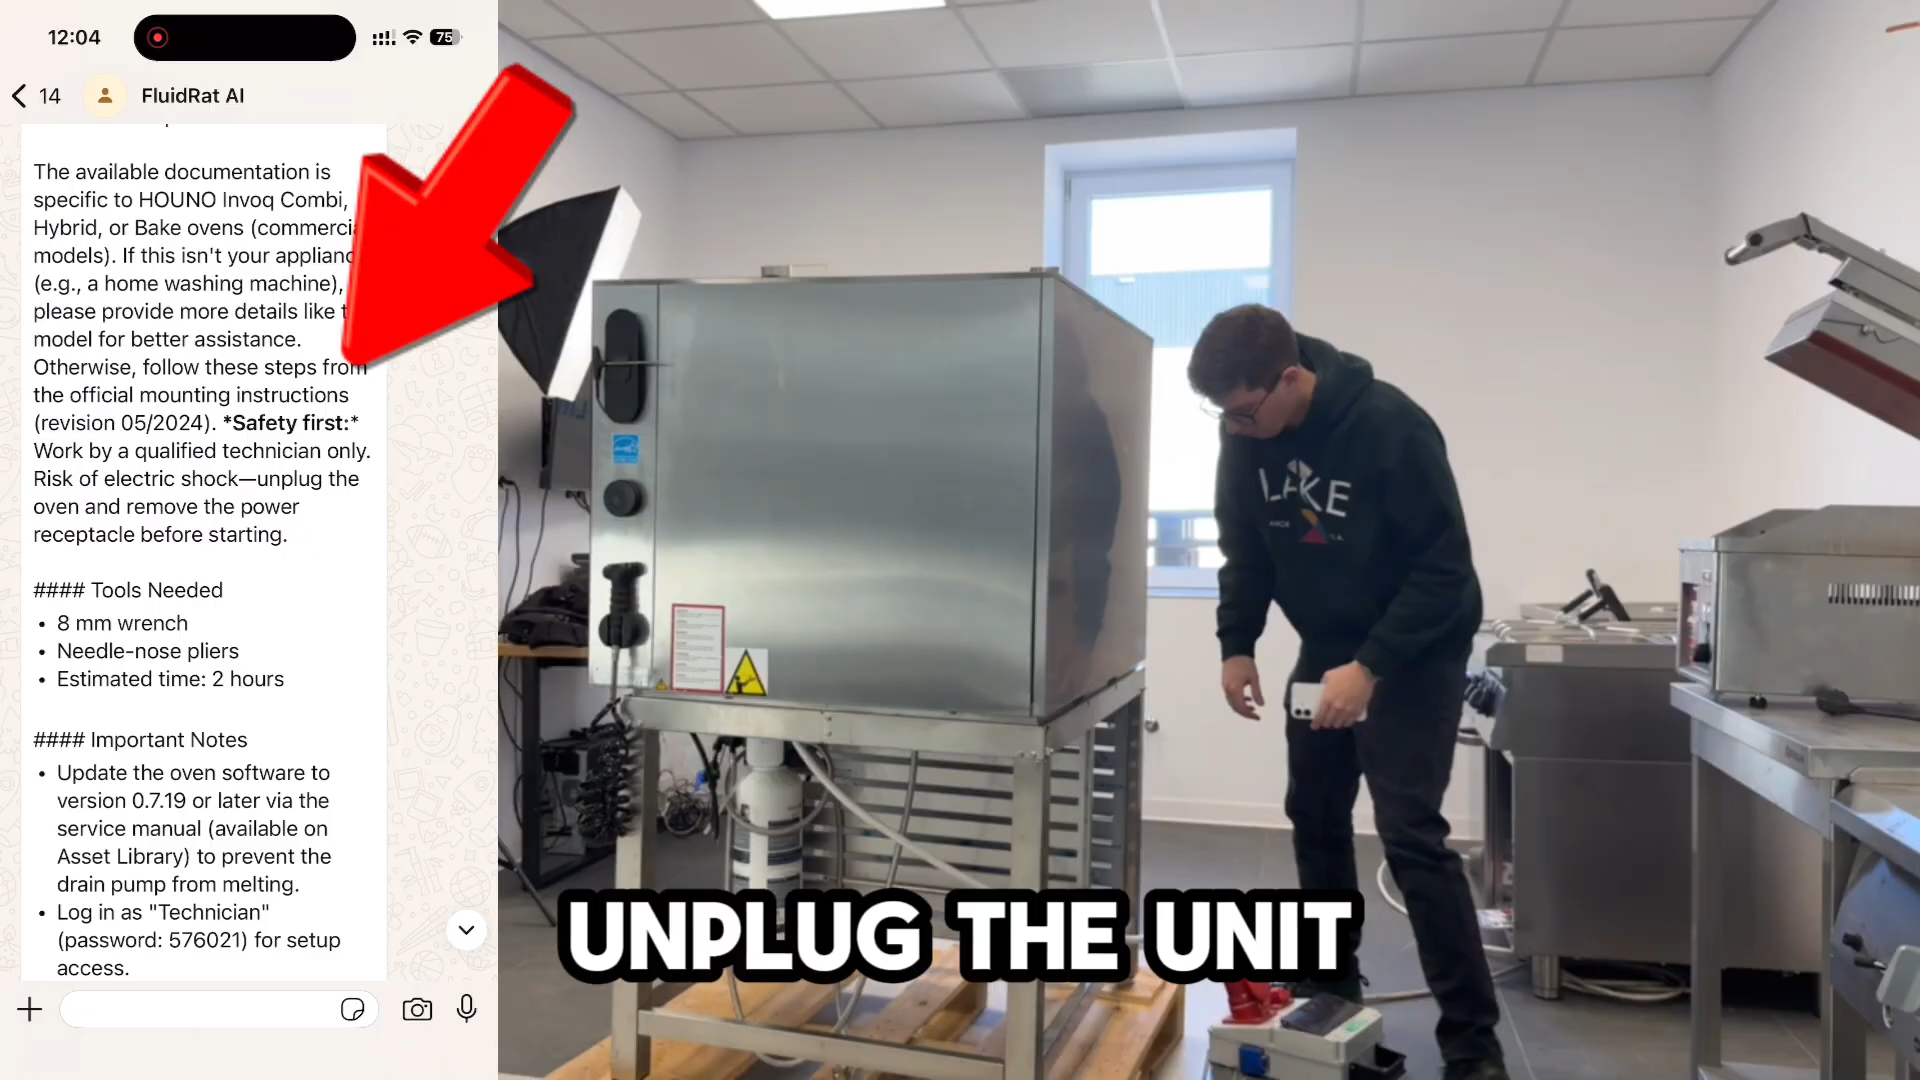 12:04
75
14
FluidRat AI
The available documentation is
specific to HOUNO Invoq Combi,
Hybrid, or Bake ovens (commercia
models). If this isn't your applianc
(e.g., a home washing machine),
please provide more details like t
model for better assistance.
Otherwise, follow these steps from
the official mounting instructions
(revision 05/2024). *Safety first:*
Work by a qualified technician only.
Risk of electric shock—unplug the
oven and remove the power
receptacle before starting.
#### Tools Needed
• 8 mm wrench
• Needle-nose pliers
• Estimated time: 2 hours
#### Important Notes
• Update the oven software to
version 0.7.19 or later via the
service manual (available on
Asset Library) to prevent the
drain pump from melting.
• Log in as "Technician"
(password: 576021) for setup
access.
LAKE
UNPLUG THE UNIT